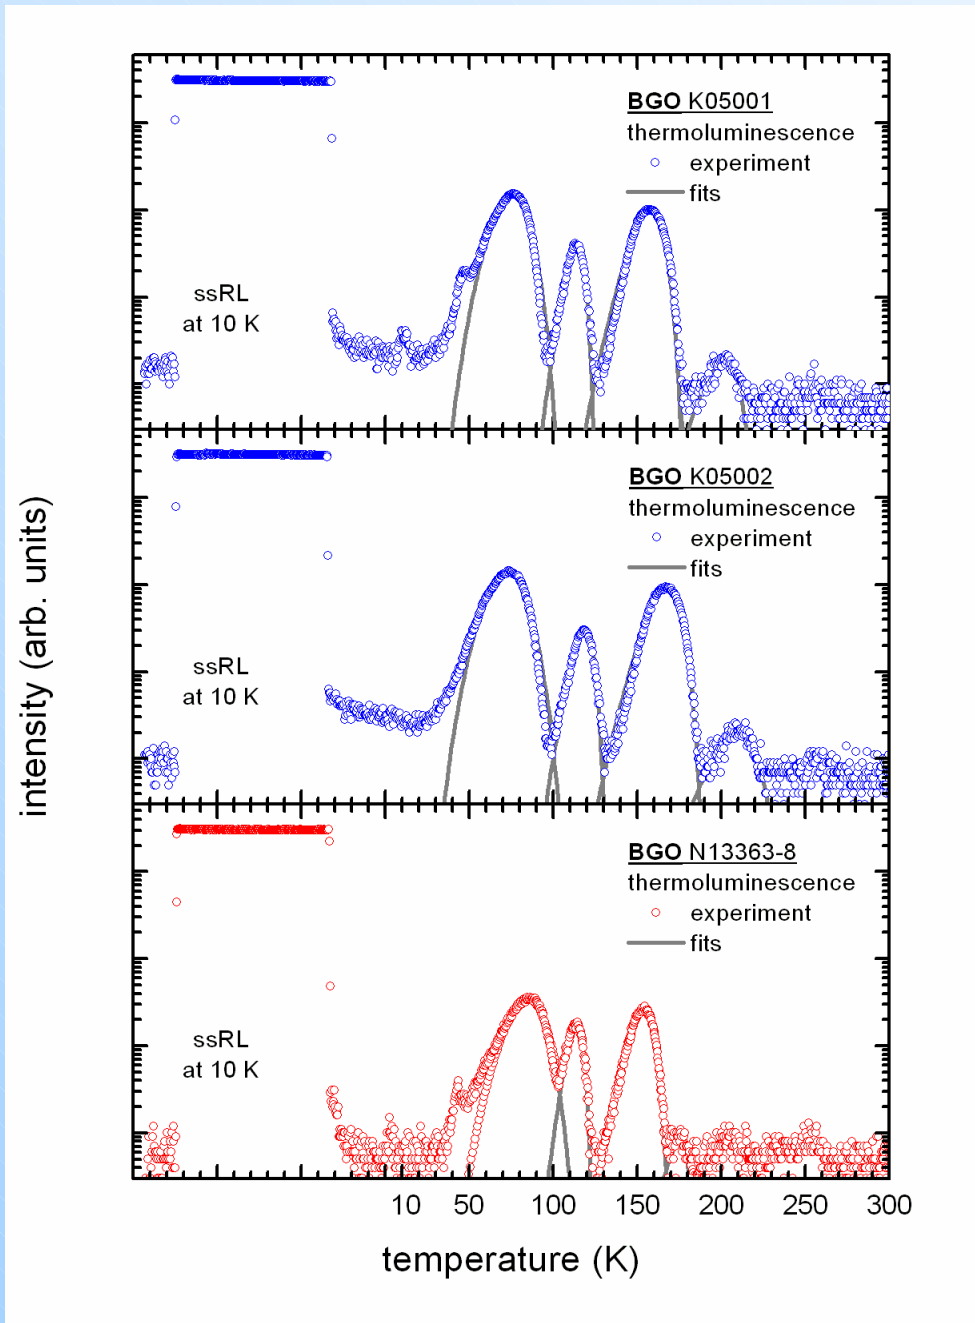 BGO K05001
thermoluminescence
experiment
fits
ssRL
at 10 K
BGO K05002
thermoluminescence
experiment
fits
ssRL
at 10 K
BGO N13363-8
thermoluminescence
experiment
fits
ssRL
at 10 K
intensity (arb. units)
10 50 100 150 200 250 300
temperature (K)